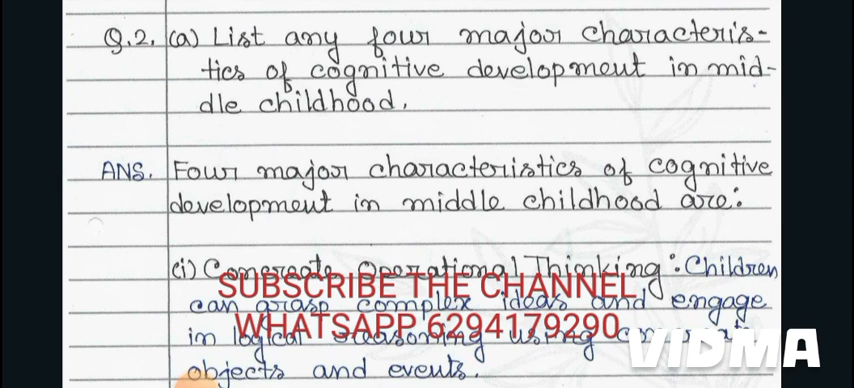 Q.2. (a) List any four major characteris-
tics of cognitive development in mid-
dle childhood.
ANS. Four major characteristics of cognitive
development in middle childhood are:
(i) Operational Thinking: Children
SUBSCRIBE THE CHANNEL
can grasp complex ideas and engage
WHATSAPP 6294179290
in logical reasoning using
objects and events.
VIDMA